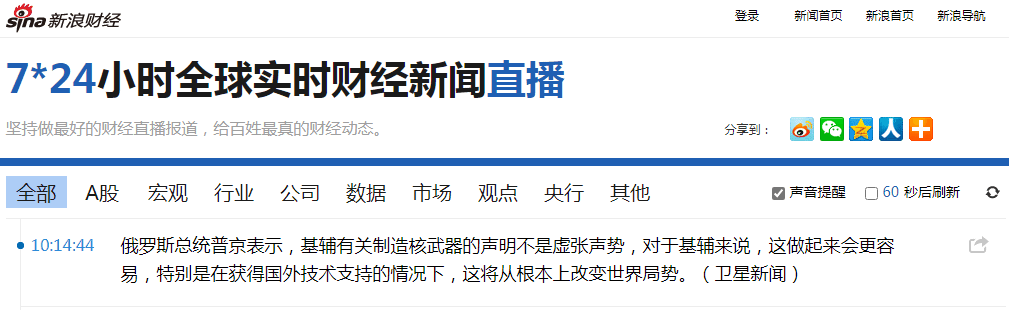 sina 新浪财经
登录 新闻首页 新浪首页 新浪导航
7*24小时全球实时财经新闻直播
坚持做最好的财经直播报道，给百姓最真的财经动态。
分享到：
全部 A股 宏观 行业 公司 数据 市场 观点 央行 其他 声音提醒 60 秒后刷新
10:14:44 俄罗斯总统普京表示，基辅有关制造核武器的声明不是虚张声势，对于基辅来说，这做起来会更容
易，特别是在获得国外技术支持的情况下，这将从根本上改变世界局势。（卫星新闻）